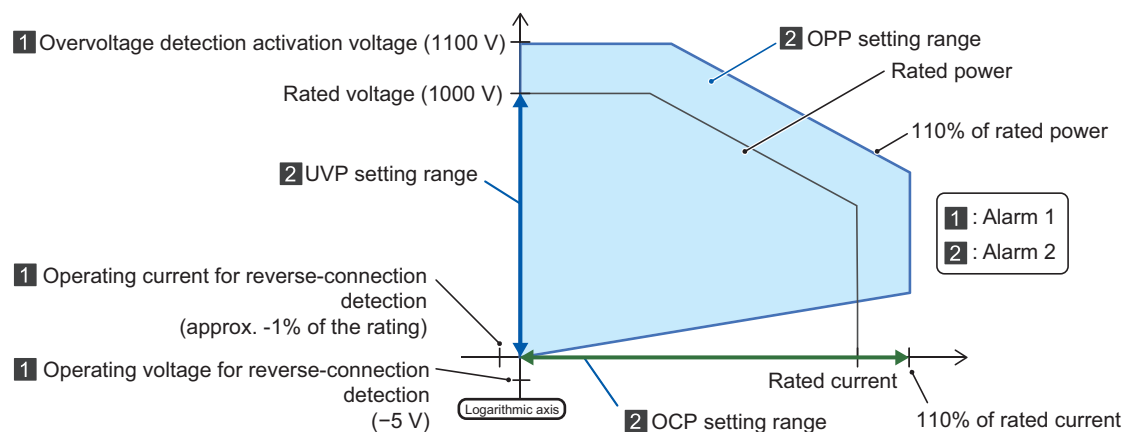 1 Overvoltage detection activation voltage (1100 V)
2 OPP setting range
Rated power
Rated voltage (1000 V)
110% of rated power
2 UVP setting range
1 : Alarm 1
2 : Alarm 2
1 Operating current for reverse-connection
detection
(approx. -1% of the rating)
1 Operating voltage for reverse-connection
detection
(−5 V)
Rated current
Logarithmic axis
2 OCP setting range
110% of rated current